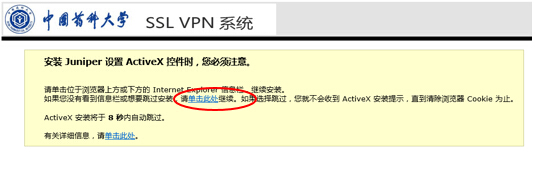 中国药科大学 SSL VPN 系统
安装 Juniper 设置 ActiveX 控件时，您必须注意。
请单击位于浏览器上方或下方的 Internet Explorer 信息栏，继续安装。
如果您没有看到信息栏或想要跳过安装，请单击此处继续。如果选择跳过，您就不会收到 ActiveX 安装提示，直到清除浏览器 Cookie 为止。
ActiveX 安装将于 8 秒内自动跳过。
有关详细信息，请单击此处。